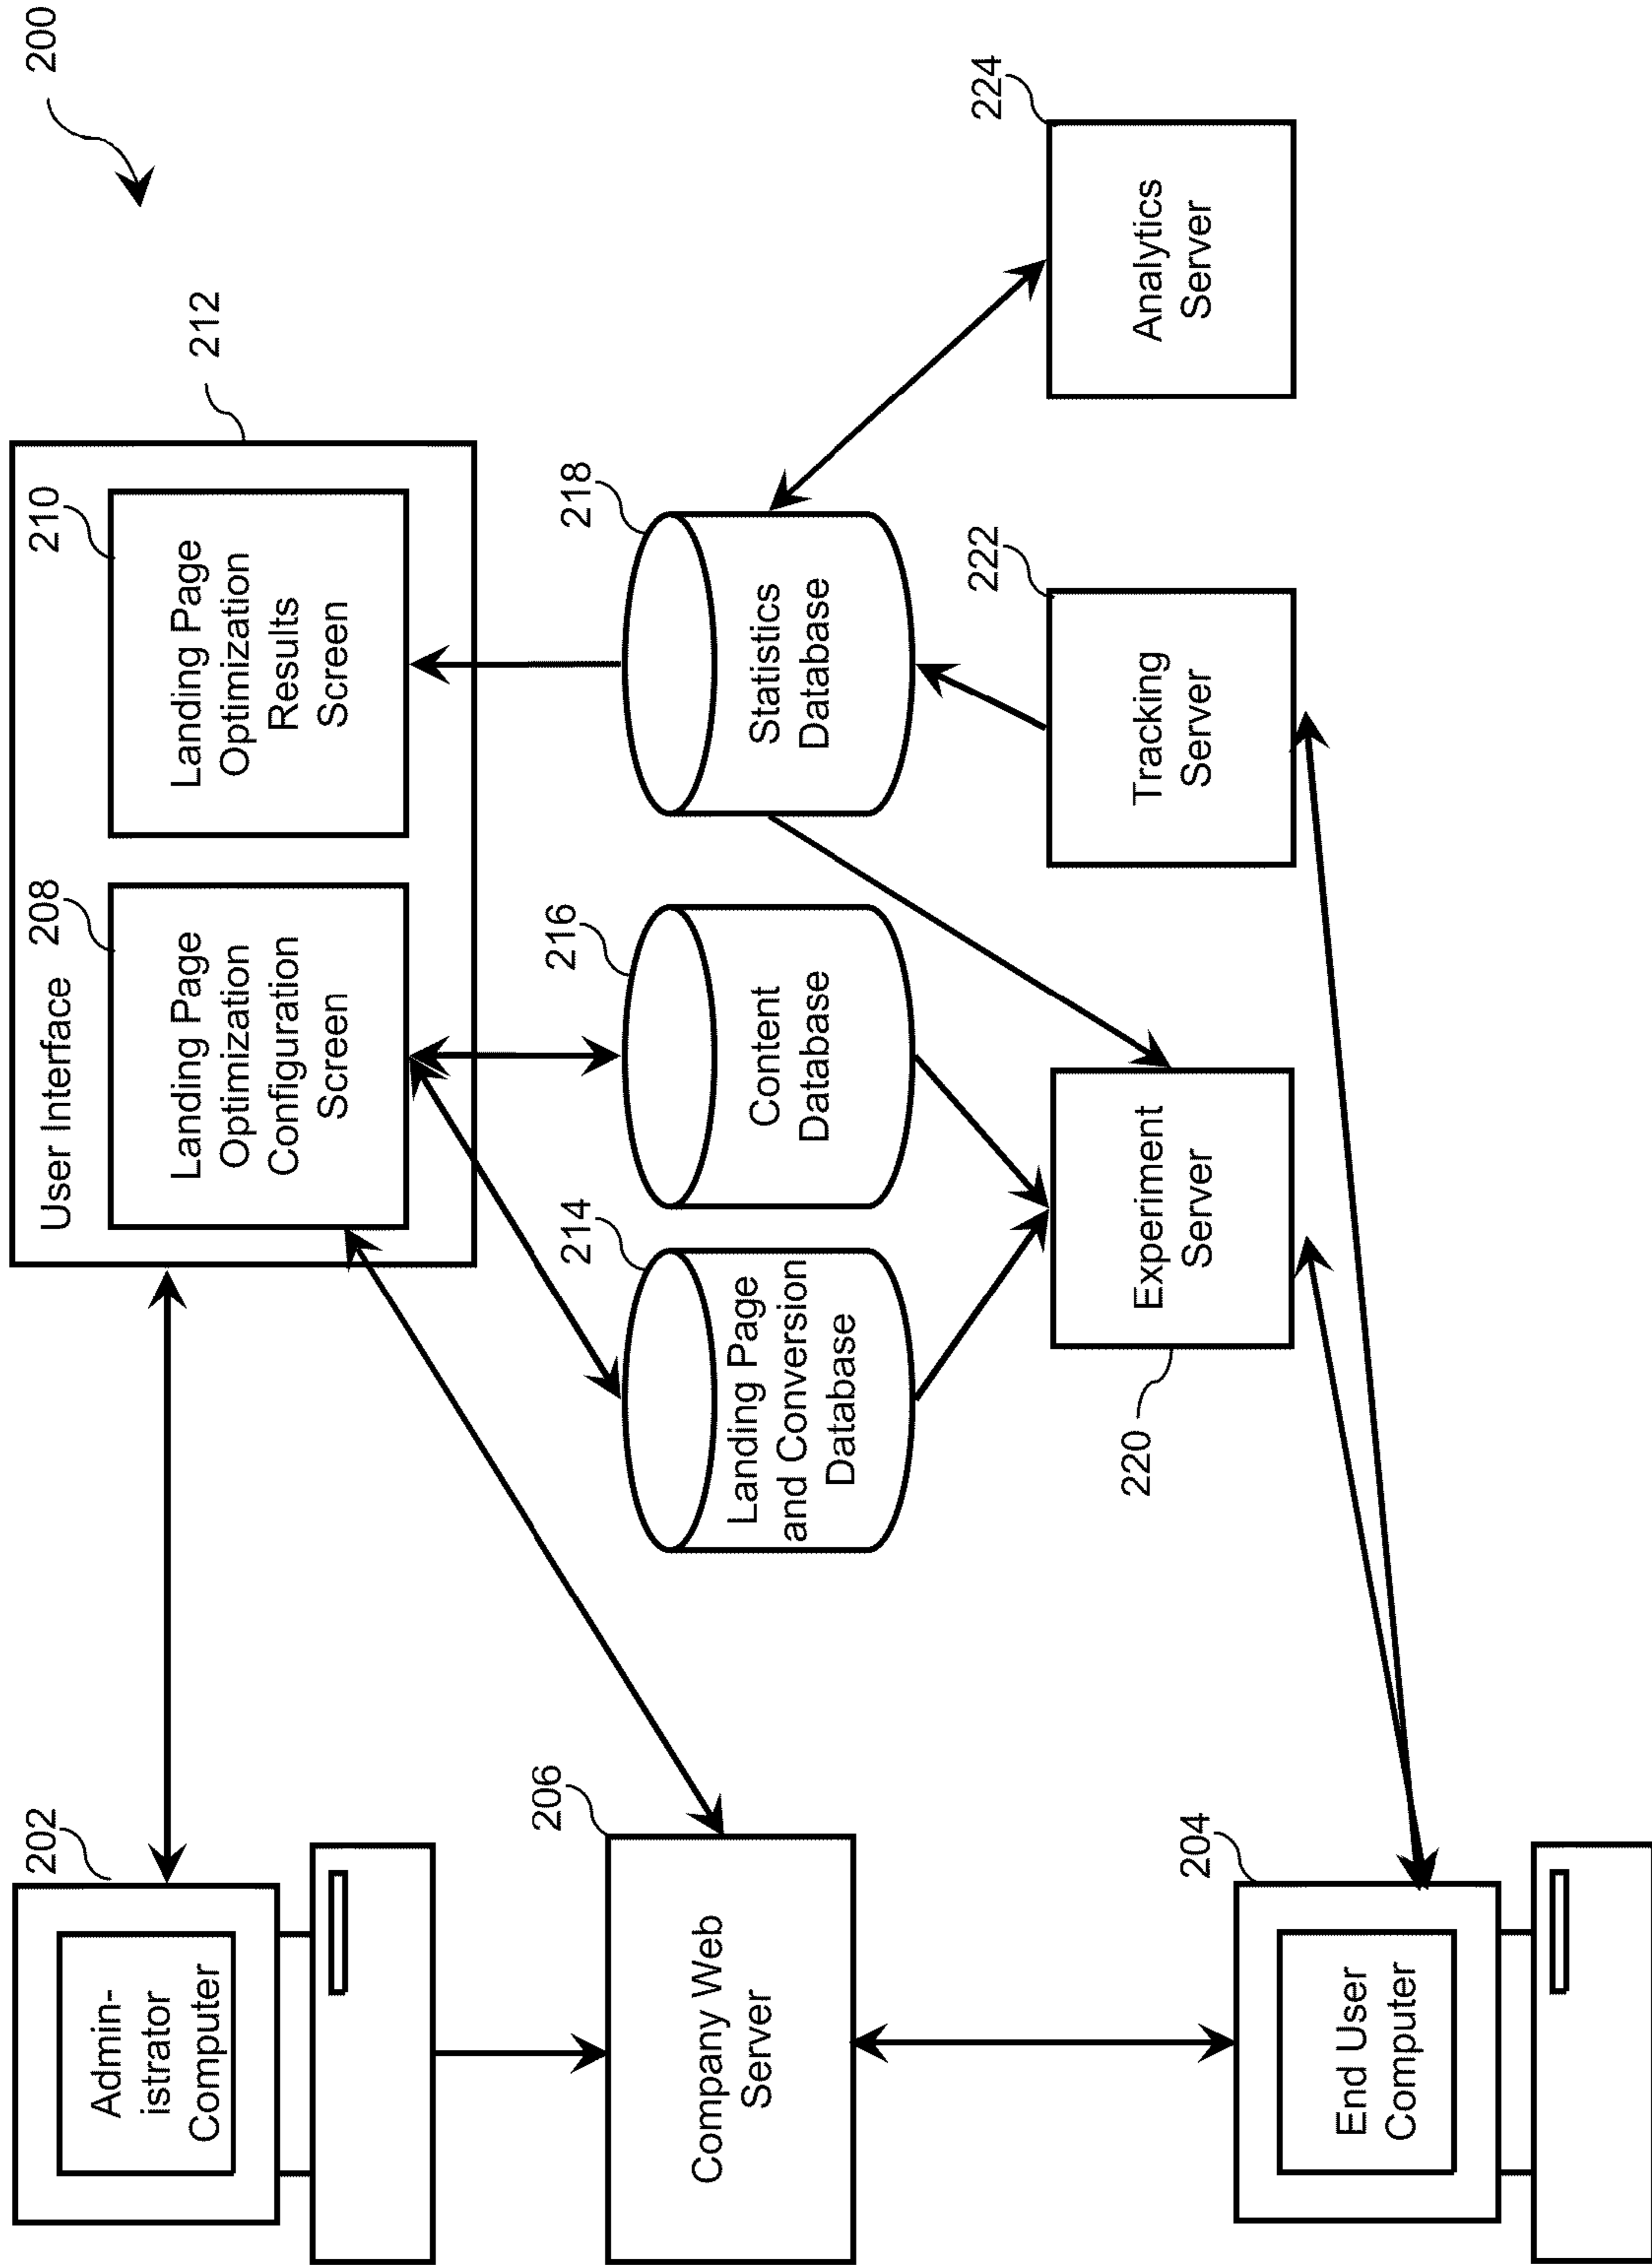 200
202
Admin-
istrator
Computer
User Interface
208
Landing Page
Optimization
Configuration
Screen
210
Landing Page
Optimization
Results
Screen
212
206
Company Web
Server
214
Landing Page
and Conversion
Database
216
Content
Database
218
Statistics
Database
204
End User
Computer
220
Experiment
Server
222
Tracking
Server
224
Analytics
Server